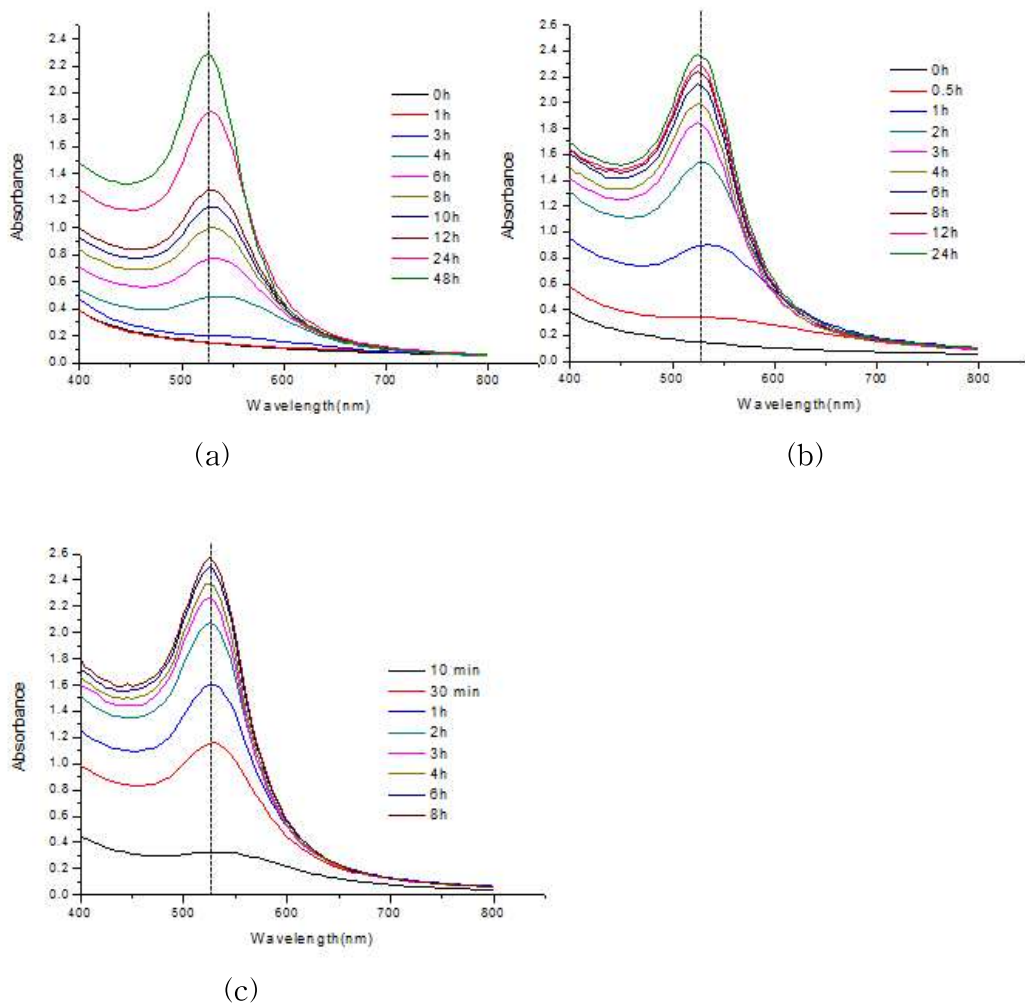 2.4
2.2
2.0
1.8
1.6
1.4
1.2
1.0
0.8
0.6
0.4
0.2
0.0
Absorbance
400 500 600 700 800
Wavelength(nm)
0h
1h
3h
4h
6h
8h
10h
12h
24h
48h
(a)
2.6
2.4
2.2
2.0
1.8
1.6
1.4
1.2
1.0
0.8
0.6
0.4
0.2
0.0
Absorbance
400 500 600 700 800
Wavelength(nm)
0h
0.5h
1h
2h
3h
4h
6h
8h
12h
24h
(b)
2.6
2.4
2.2
2.0
1.8
1.6
1.4
1.2
1.0
0.8
0.6
0.4
0.2
0.0
Absorbance
400 500 600 700 800
Wavelength(nm)
10 min
30 min
1h
2h
3h
4h
6h
8h
(c)